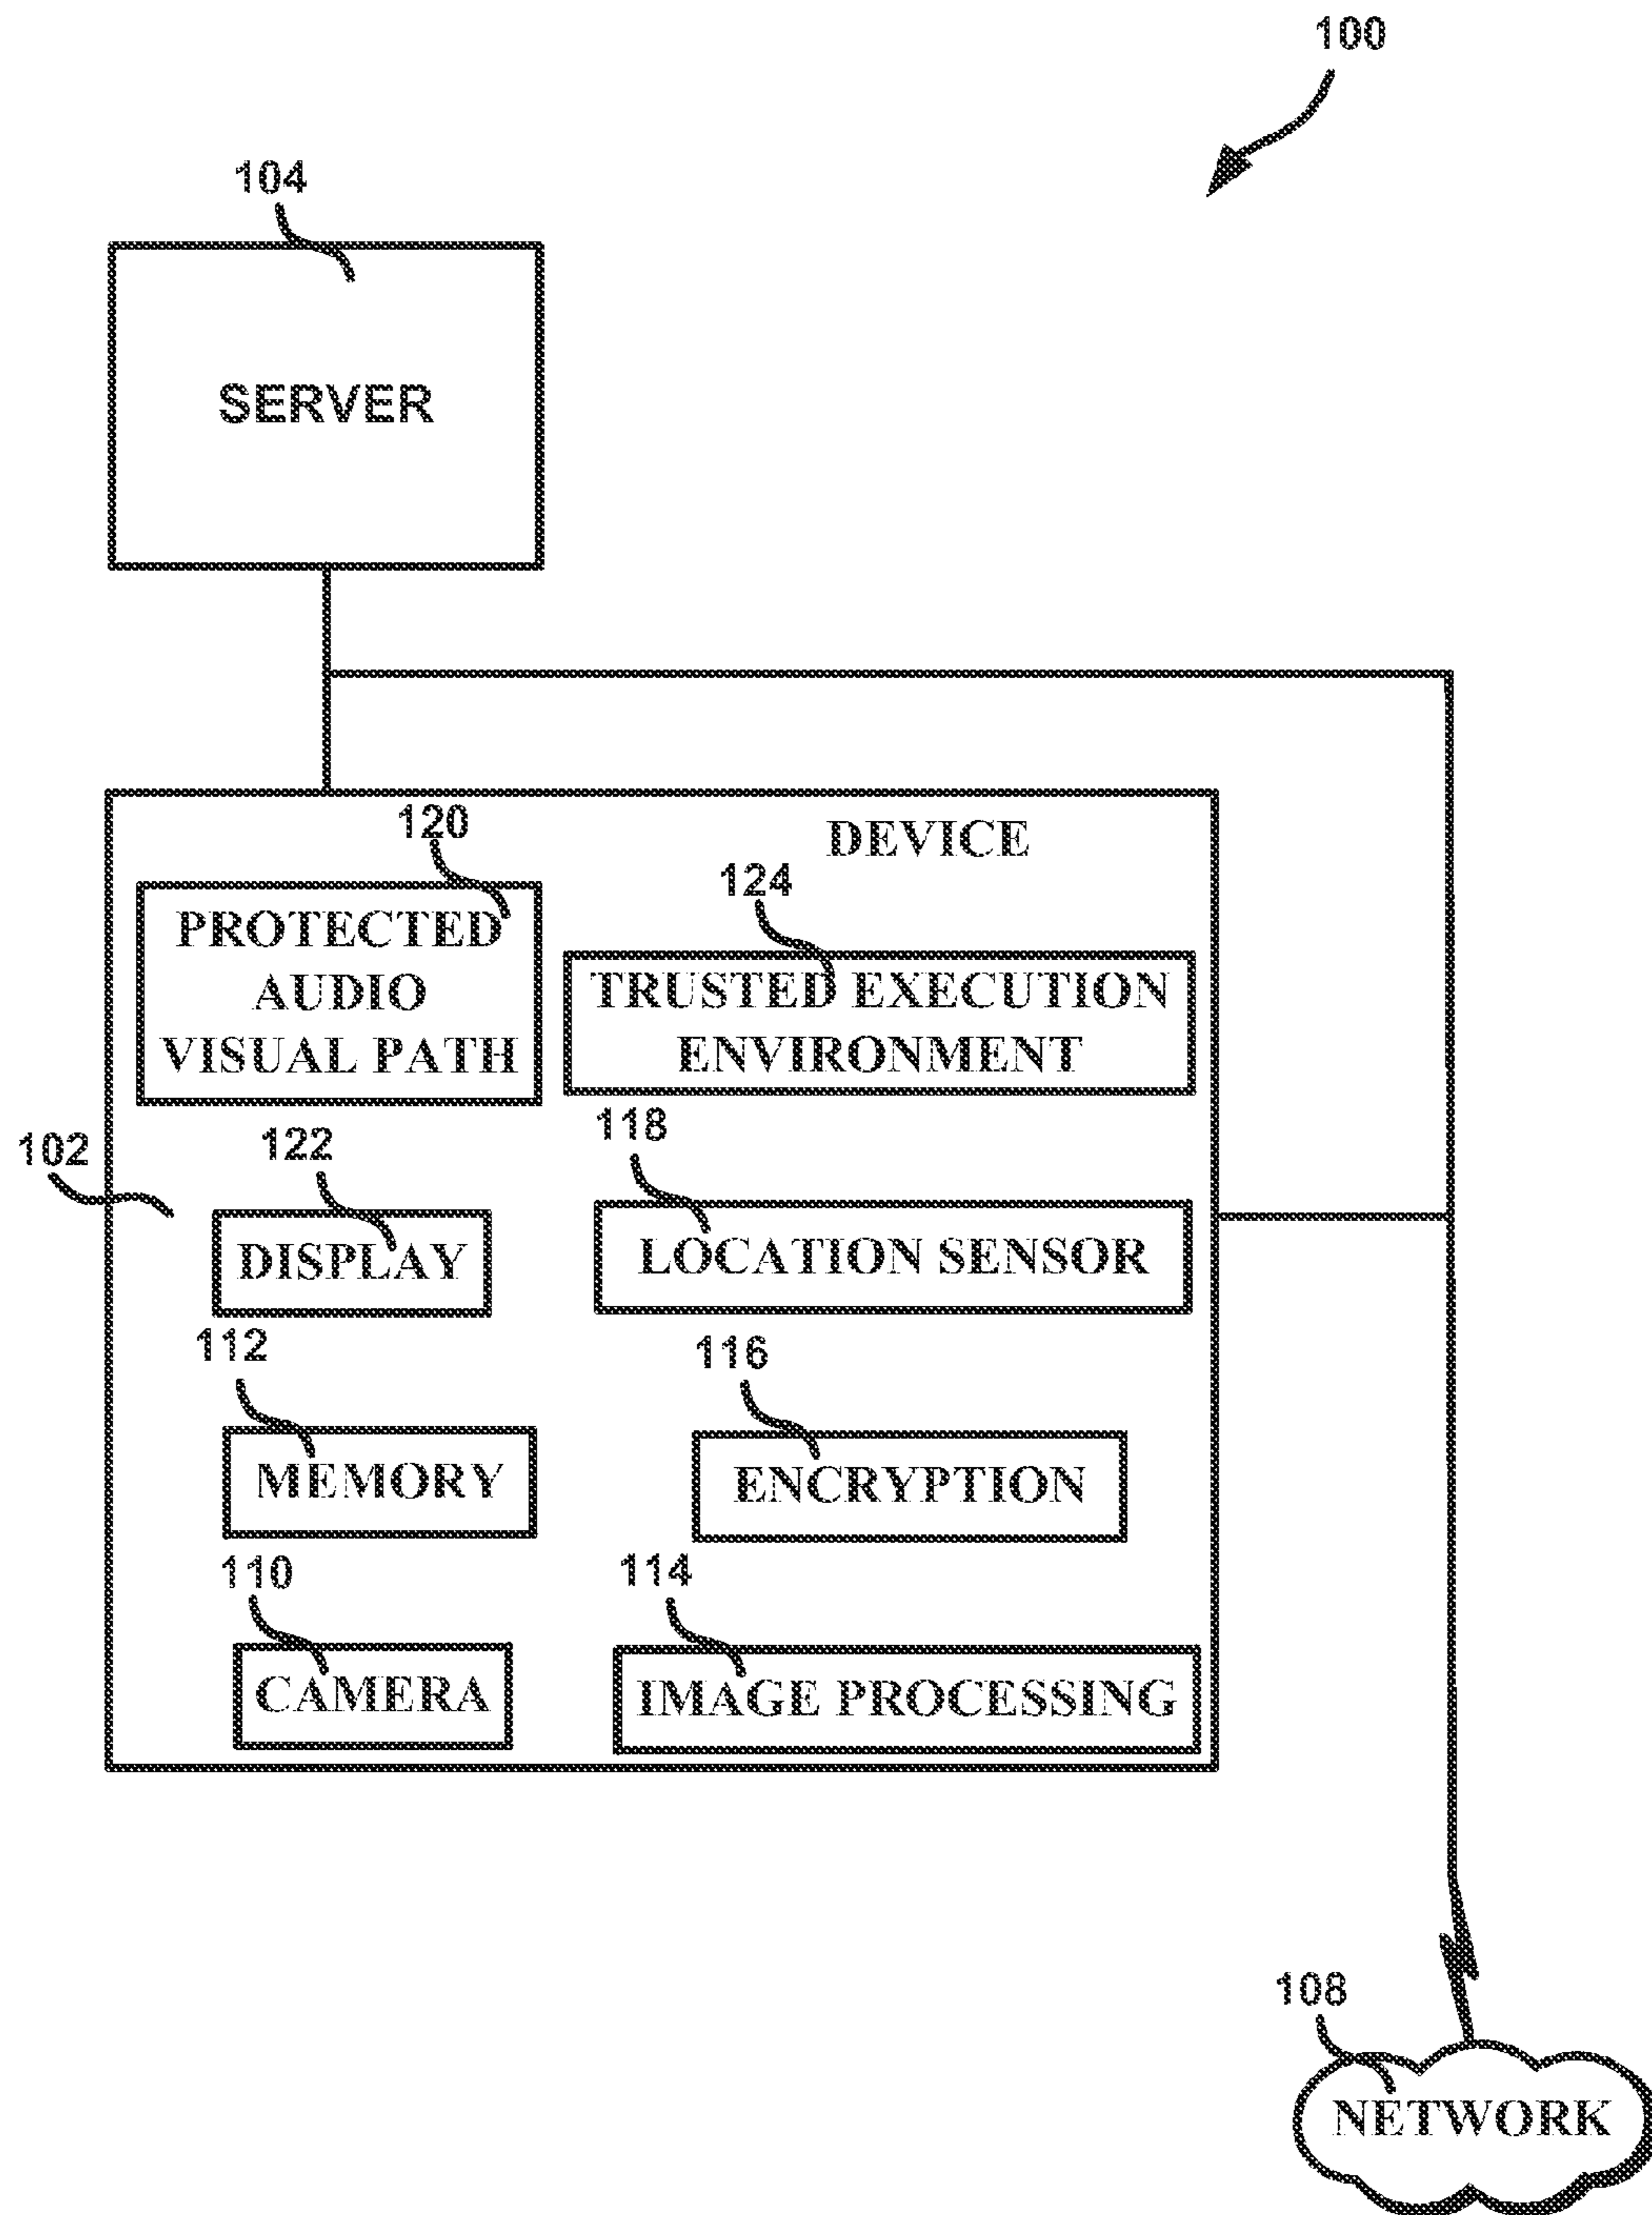 100
104
SERVER
120
DEVICE
124
PROTECTED
AUDIO
VISUAL PATH
TRUSTED EXECUTION
ENVIRONMENT
102
122
118
DISPLAY
LOCATION SENSOR
112
116
MEMORY
ENCRYPTION
110
114
CAMERA
IMAGE PROCESSING
108
NETWORK